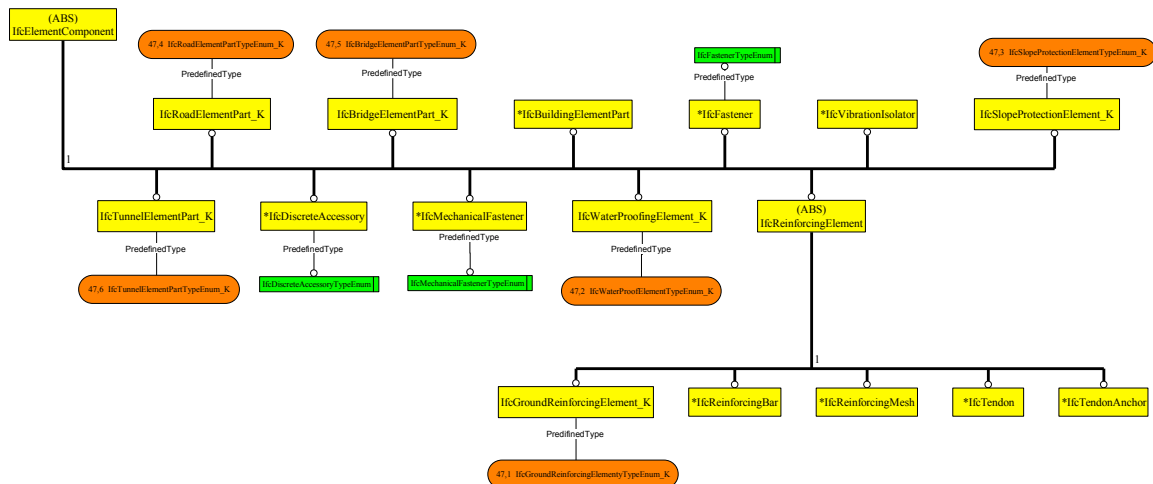 (ABS)
IfcElementComponent
47,4 IfcRoadElementPartTypeEnum_K
47,5 IfcBridgeElementPartTypeEnum_K
IfcFastenerTypeEnum
47,3 IfcSlopeProtectionElementTypeEnum_K
PredefinedType
PredefinedType
PredefinedType
PredefinedType
IfcRoadElementPart_K
IfcBridgeElementPart_K
*IfcBuildingElementPart
*IfcFastener
*IfcVibrationIsolator
IfcSlopeProtectionElement_K
1
IfcTunnelElementPart_K
*IfcDiscreteAccessory
*IfcMechanicalFastener
IfcWaterProofingElement_K
(ABS)
IfcReinforcingElement
PredefinedType
PredefinedType
PredefinedType
PredefinedType
47,6 IfcTunnelElementPartTypeEnum_K
IfcDiscreteAccessoryTypeEnum
IfcMechanicalFastenerTypeEnum
47,2 IfcWaterProofElementTypeEnum_K
1
IfcGroundReinforcingElement_K
*IfcReinforcingBar
*IfcReinforcingMesh
*IfcTendon
*IfcTendonAnchor
PredifinedType
47,1 IfcGroundReinforcingElementyTypeEnum_K